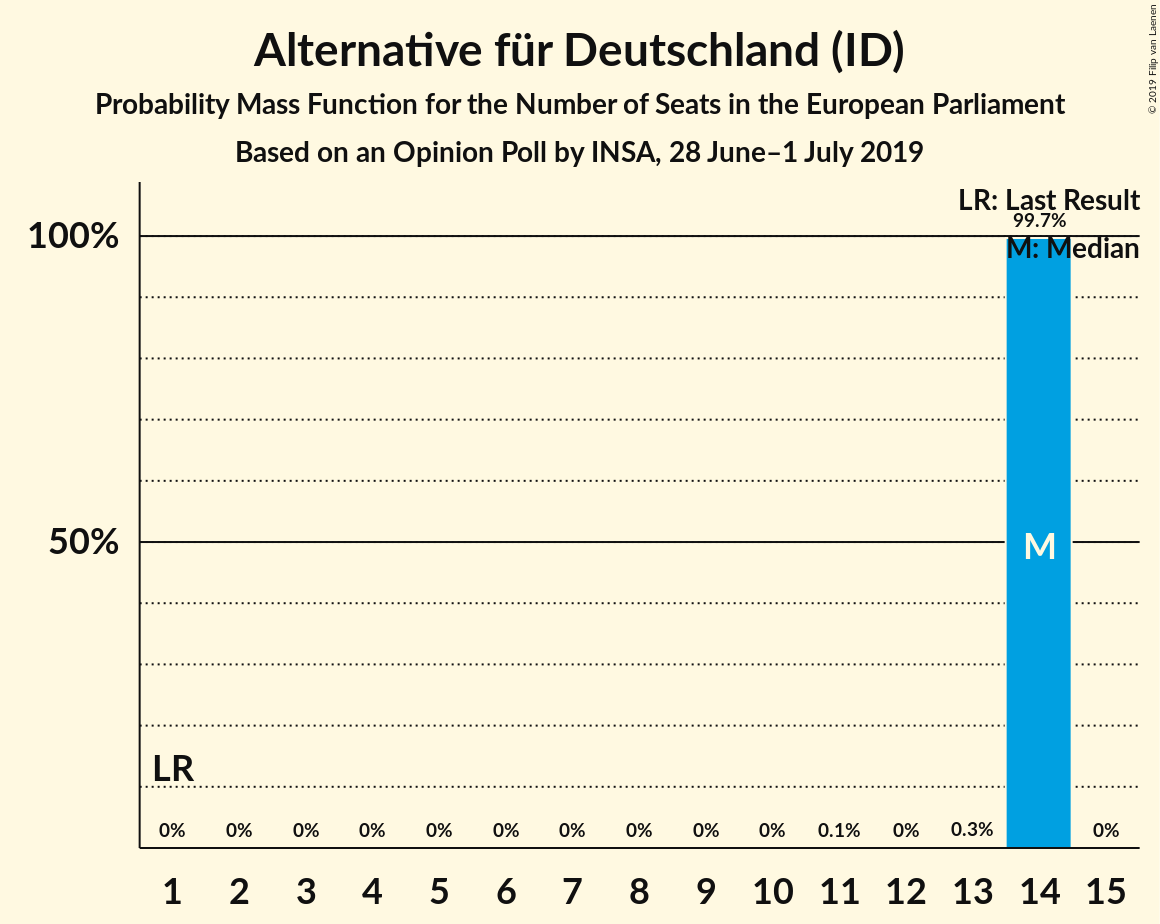 Alternative für Deutschland (ID)
Probability Mass Function for the Number of Seats in the European Parliament
Based on an Opinion Poll by INSA, 28 June–1 July 2019
© 2019 Filip van Laenen
LR: Last Result
99.7%
100%
M: Median
50%
M
LR
0% 0% 0% 0% 0% 0% 0% 0% 0% 0% 0.1% 0% 0.3% 0%
1 2 3 4 5 6 7 8 9 10 11 12 13 14 15